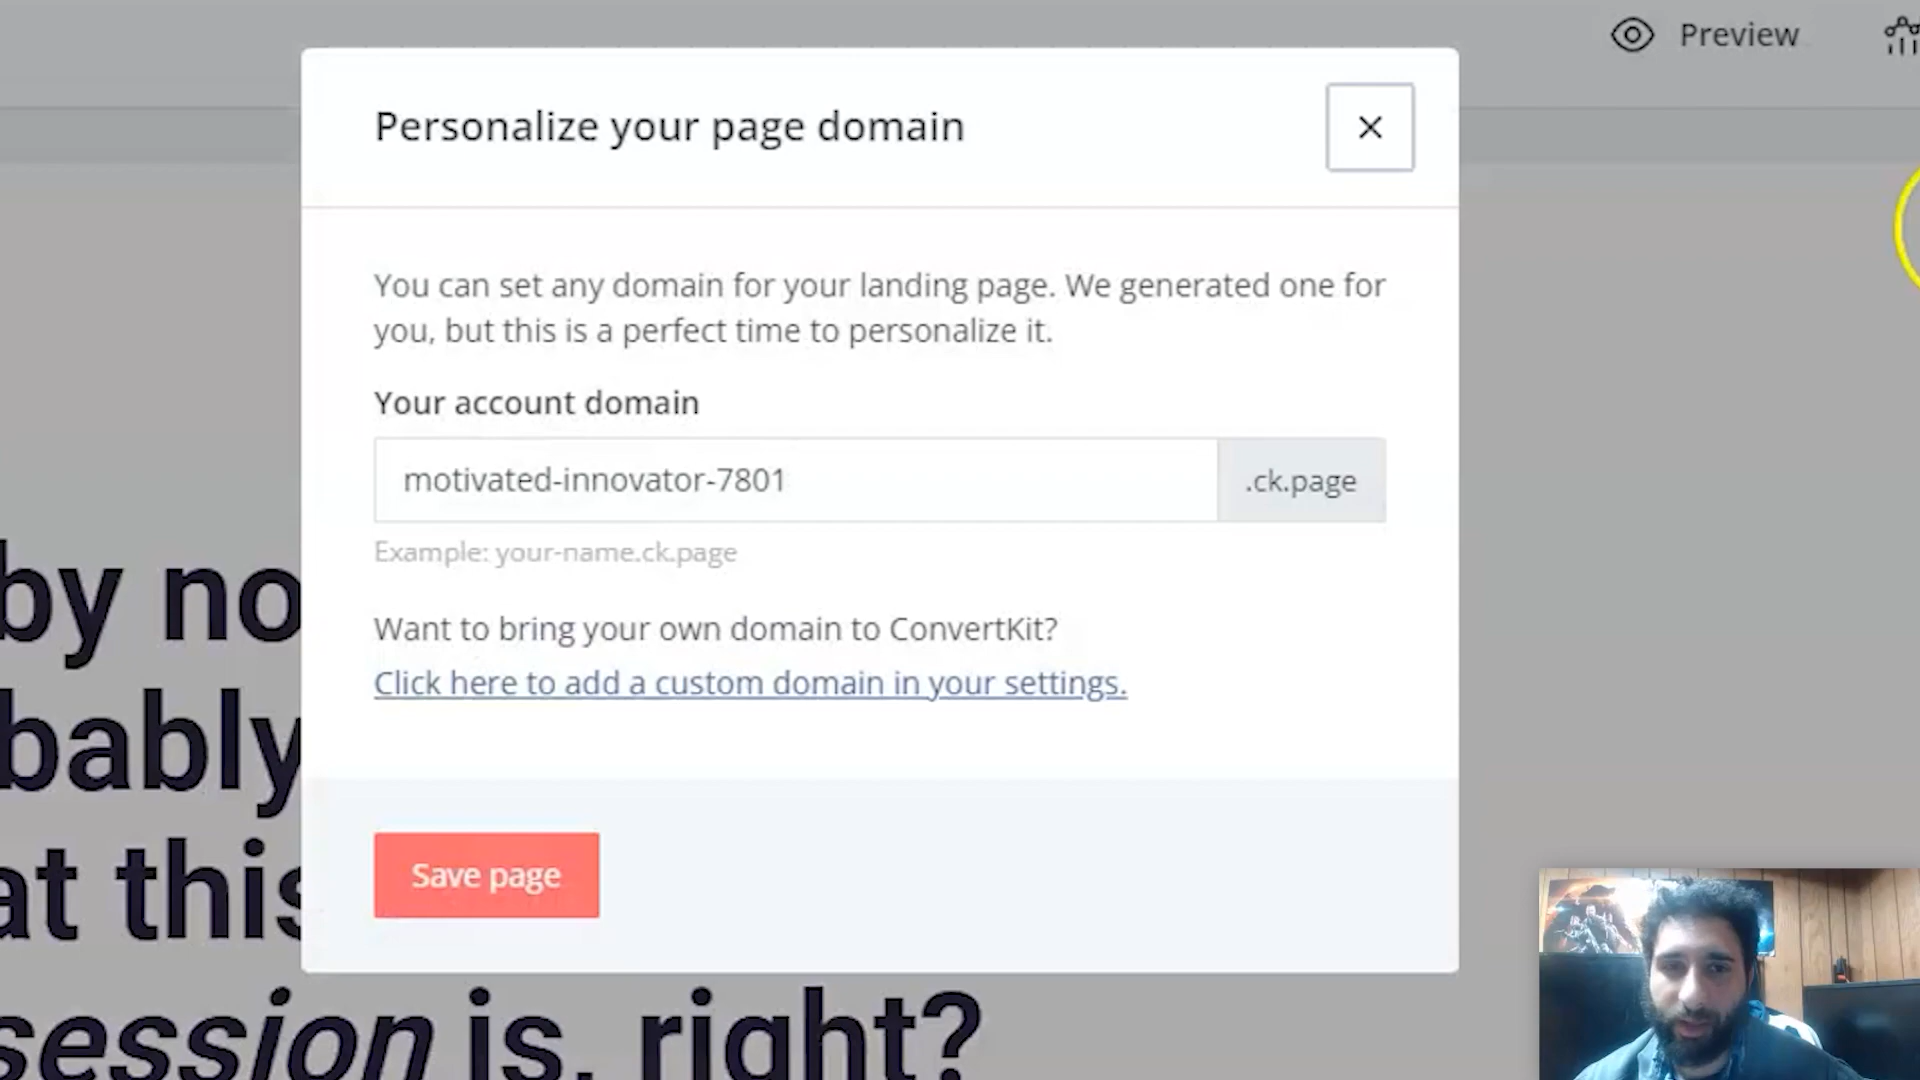 Preview
Personalize your page domain
You can set any domain for your landing page. We generated one for
you, but this is a perfect time to personalize it.
Your account domain
motivated-innovator-7801
.ck.page
Example: your-name.ck.page
Want to bring your own domain to ConvertKit?
Click here to add a custom domain in your settings.
Save page
by no
bably
at this
session is, right?